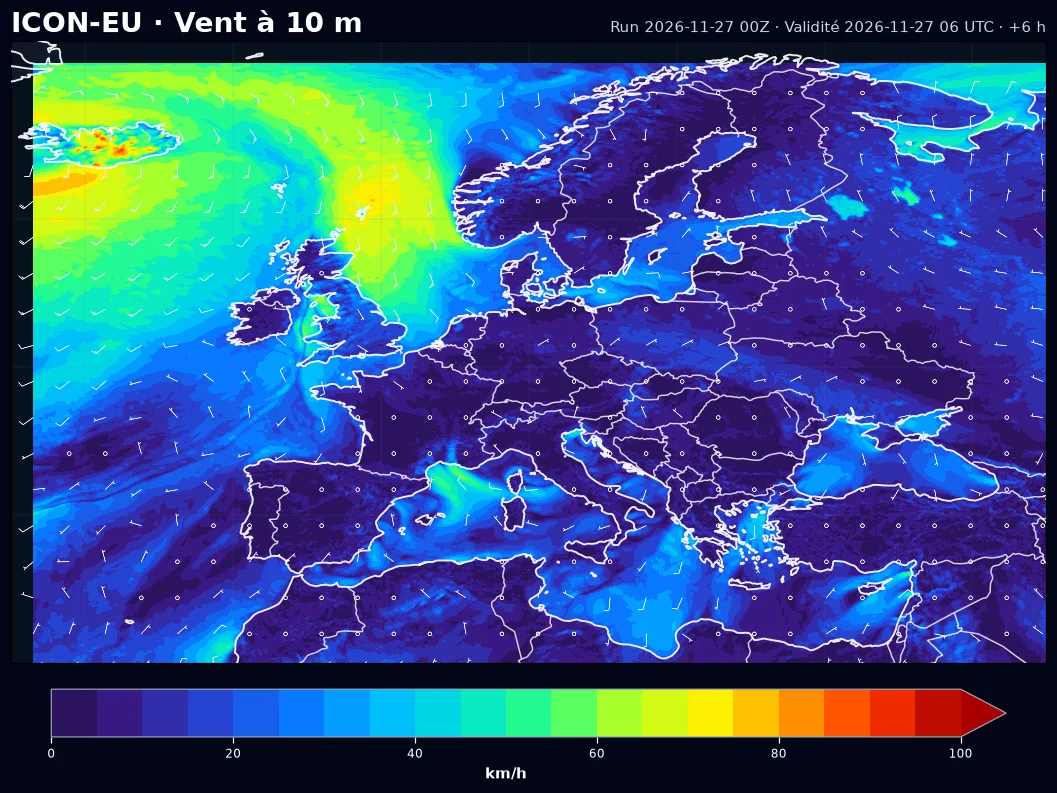 ICON-EU · Vent à 10 m
Run 2026-11-27 00Z · Validité 2026-11-27 06 UTC · +6 h
0 20 40 60 80 100
km/h